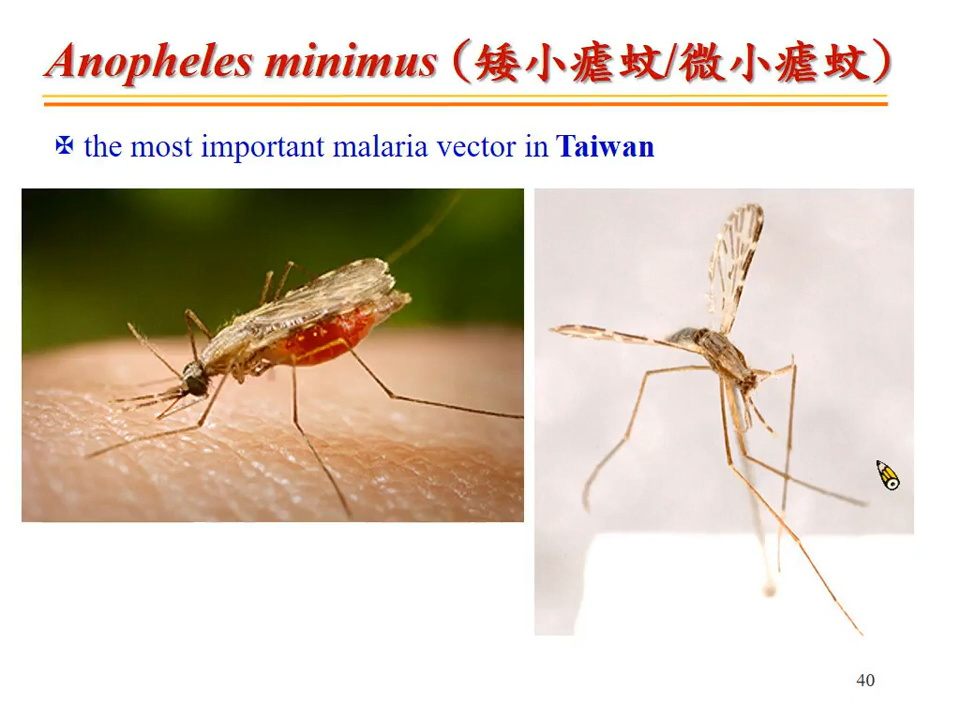 Anopheles minimus (矮小瘧蚊/微小瘧蚊)
✠ the most important malaria vector in Taiwan
40